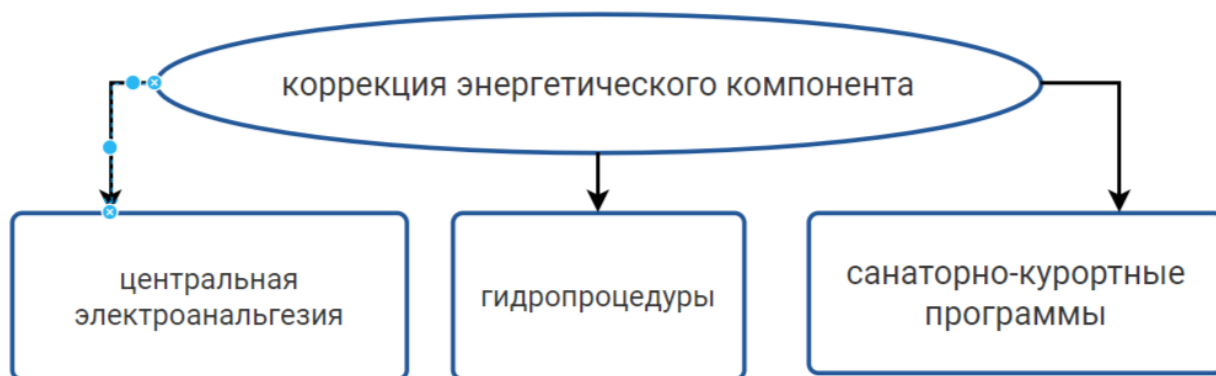 коррекция энергетического компонента
центральная
электроанальгезия
гидропроцедуры
санаторно-курортные
программы